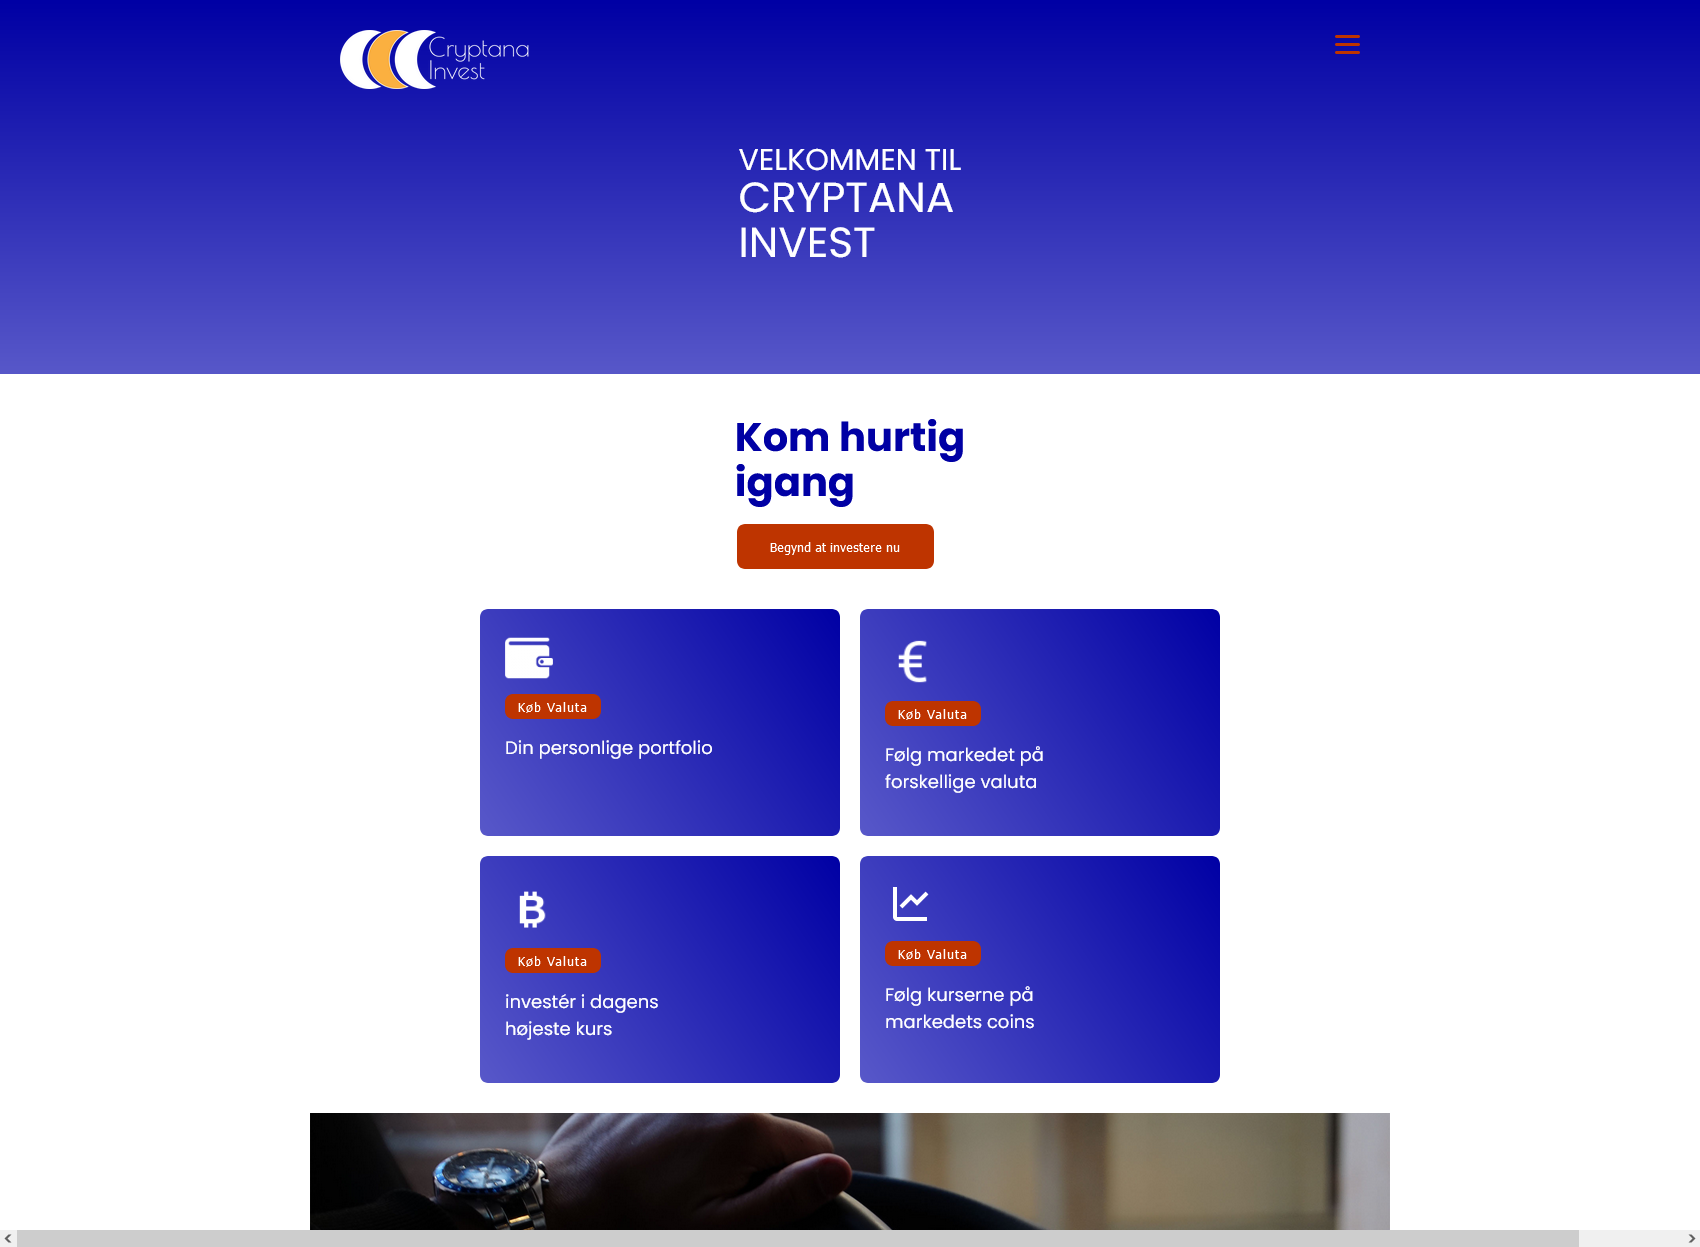 Cryptana
Invest
VELKOMMEN TIL
CRYPTANA
INVEST
Kom hurtig
igang
Begynd at investere nu
Køb Valuta
Din personlige portfolio
Køb Valuta
Følg markedet på
forskellige valuta
Køb Valuta
investér i dagens
højeste kurs
Køb Valuta
Følg kurserne på
markedets coins